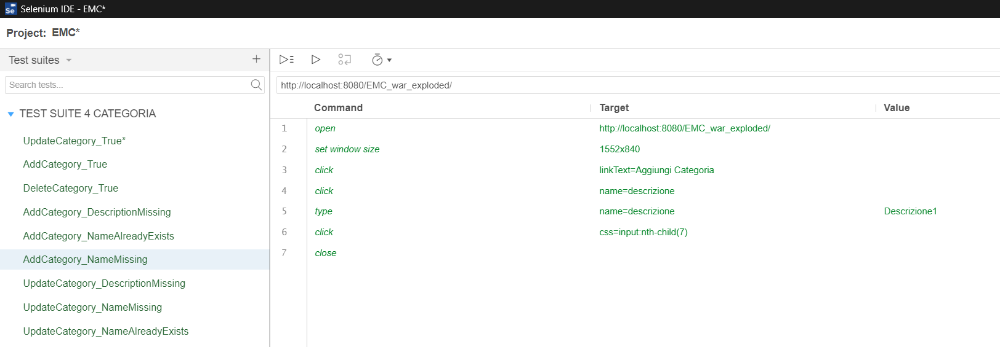 Se Selenium IDE - EMC*
Project: EMC*
Test suites
Search tests...
http://localhost:8080/EMC_war_exploded/
TEST SUITE 4 CATEGORIA
UpdateCategory_True*
AddCategory_True
DeleteCategory_True
AddCategory_DescriptionMissing
AddCategory_NameAlreadyExists
AddCategory_NameMissing
UpdateCategory_DescriptionMissing
UpdateCategory_NameMissing
UpdateCategory_NameAlreadyExists
Command Target Value
1 open http://localhost:8080/EMC_war_exploded/
2 set window size 1552x840
3 click linkText=Aggiungi Categoria
4 click name=descrizione
5 type name=descrizione Descrizione1
6 click css=input:nth-child(7)
7 close